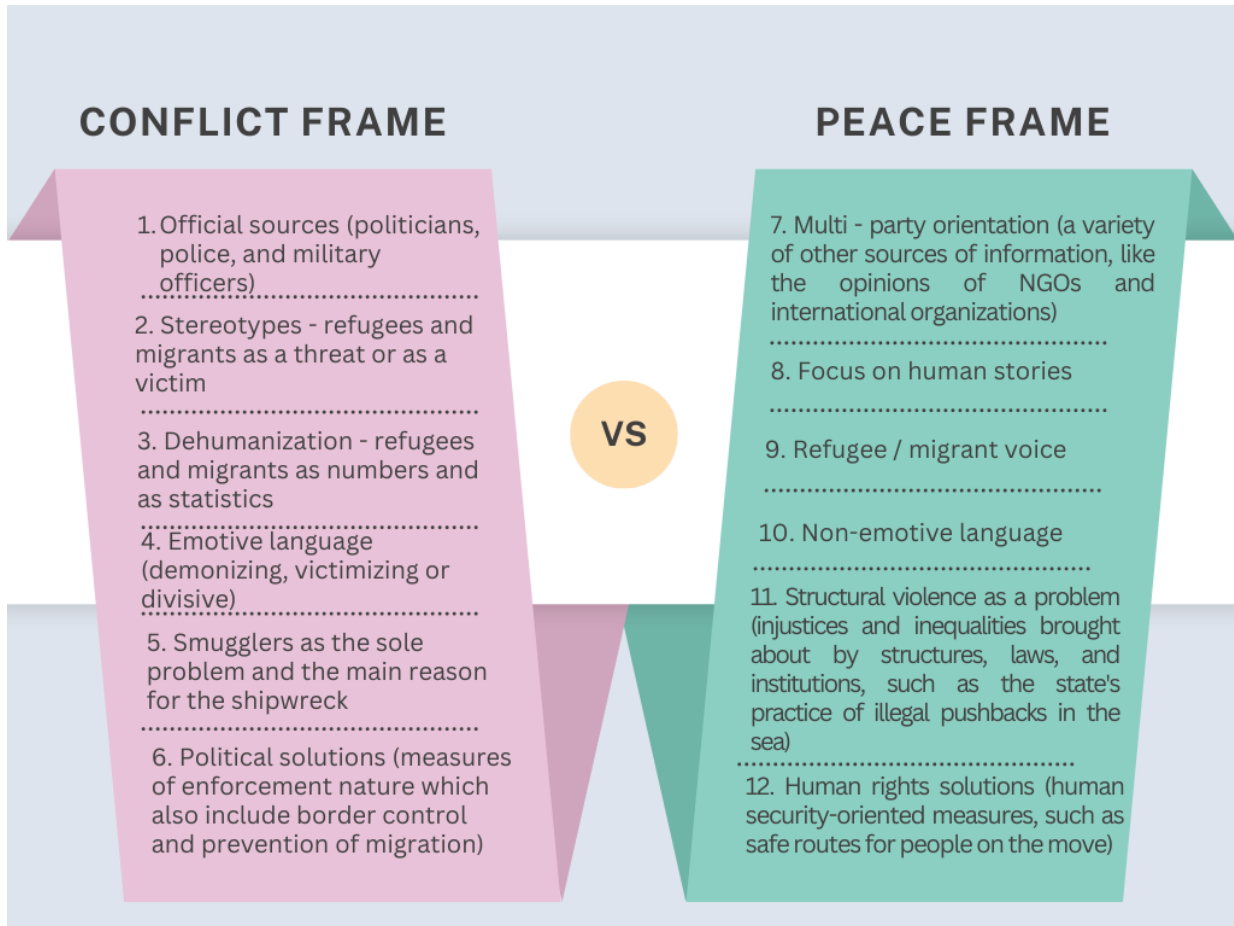 CONFLICT FRAME
1. Official sources (politicians,
police, and military
officers)
2. Stereotypes - refugees and
migrants as a threat or as a
victim
3. Dehumanization - refugees
and migrants as numbers and
as statistics
4. Emotive language
(demonizing, victimizing or
divisive)
5. Smugglers as the sole
problem and the main reason
for the shipwreck
6. Political solutions (measures
of enforcement nature which
also include border control
and prevention of migration)
VS
PEACE FRAME
7. Multi - party orientation (a variety
of other sources of information, like
the opinions of NGOs and
international organizations)
8. Focus on human stories
9. Refugee / migrant voice
10. Non-emotive language
11. Structural violence as a problem
(injustices and inequalities brought
about by structures, laws, and
institutions, such as the state's
practice of illegal pushbacks in the
sea)
12. Human rights solutions (human
security-oriented measures, such as
safe routes for people on the move)